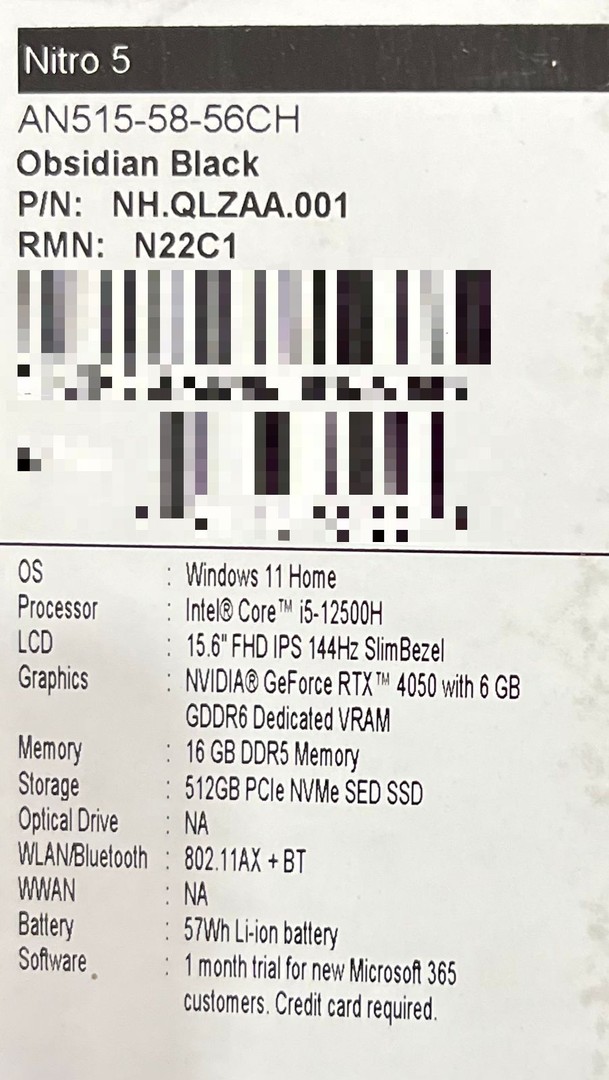 Nitro 5
AN515-58-56CH
Obsidian Black
P/N: NH.QLZAA.001
RMN: N22C1
OS : Windows 11 Home
Processor : Intel® Core™ i5-12500H
LCD : 15.6" FHD IPS 144Hz SlimBezel
Graphics : NVIDIA® GeForce RTX™ 4050 with 6 GB
GDDR6 Dedicated VRAM
Memory : 16 GB DDR5 Memory
Storage : 512GB PCIe NVMe SED SSD
Optical Drive : NA
WLAN/Bluetooth : 802.11AX + BT
WWAN : NA
Battery : 57Wh Li-ion battery
Software : 1 month trial for new Microsoft 365
customers. Credit card required.